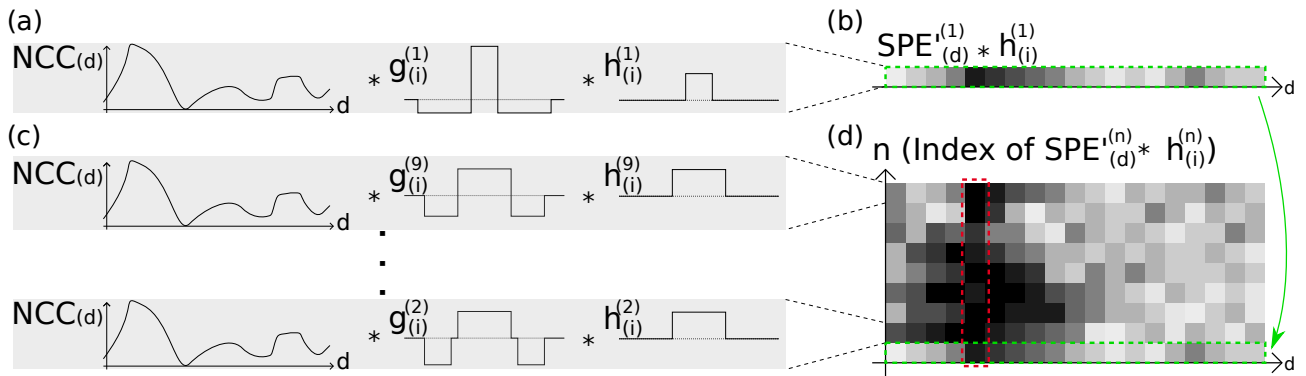 (a)
NCC(d) * g(i)(1) * h(i)(1)
d
(b)
SPE'(d)(1) * h(i)(1)
d
(c)
NCC(d) * g(i)(9) * h(i)(9)
d
NCC(d) * g(i)(2) * h(i)(2)
d
(d)
n (Index of SPE'(d)(n) * h(i)(n))
d